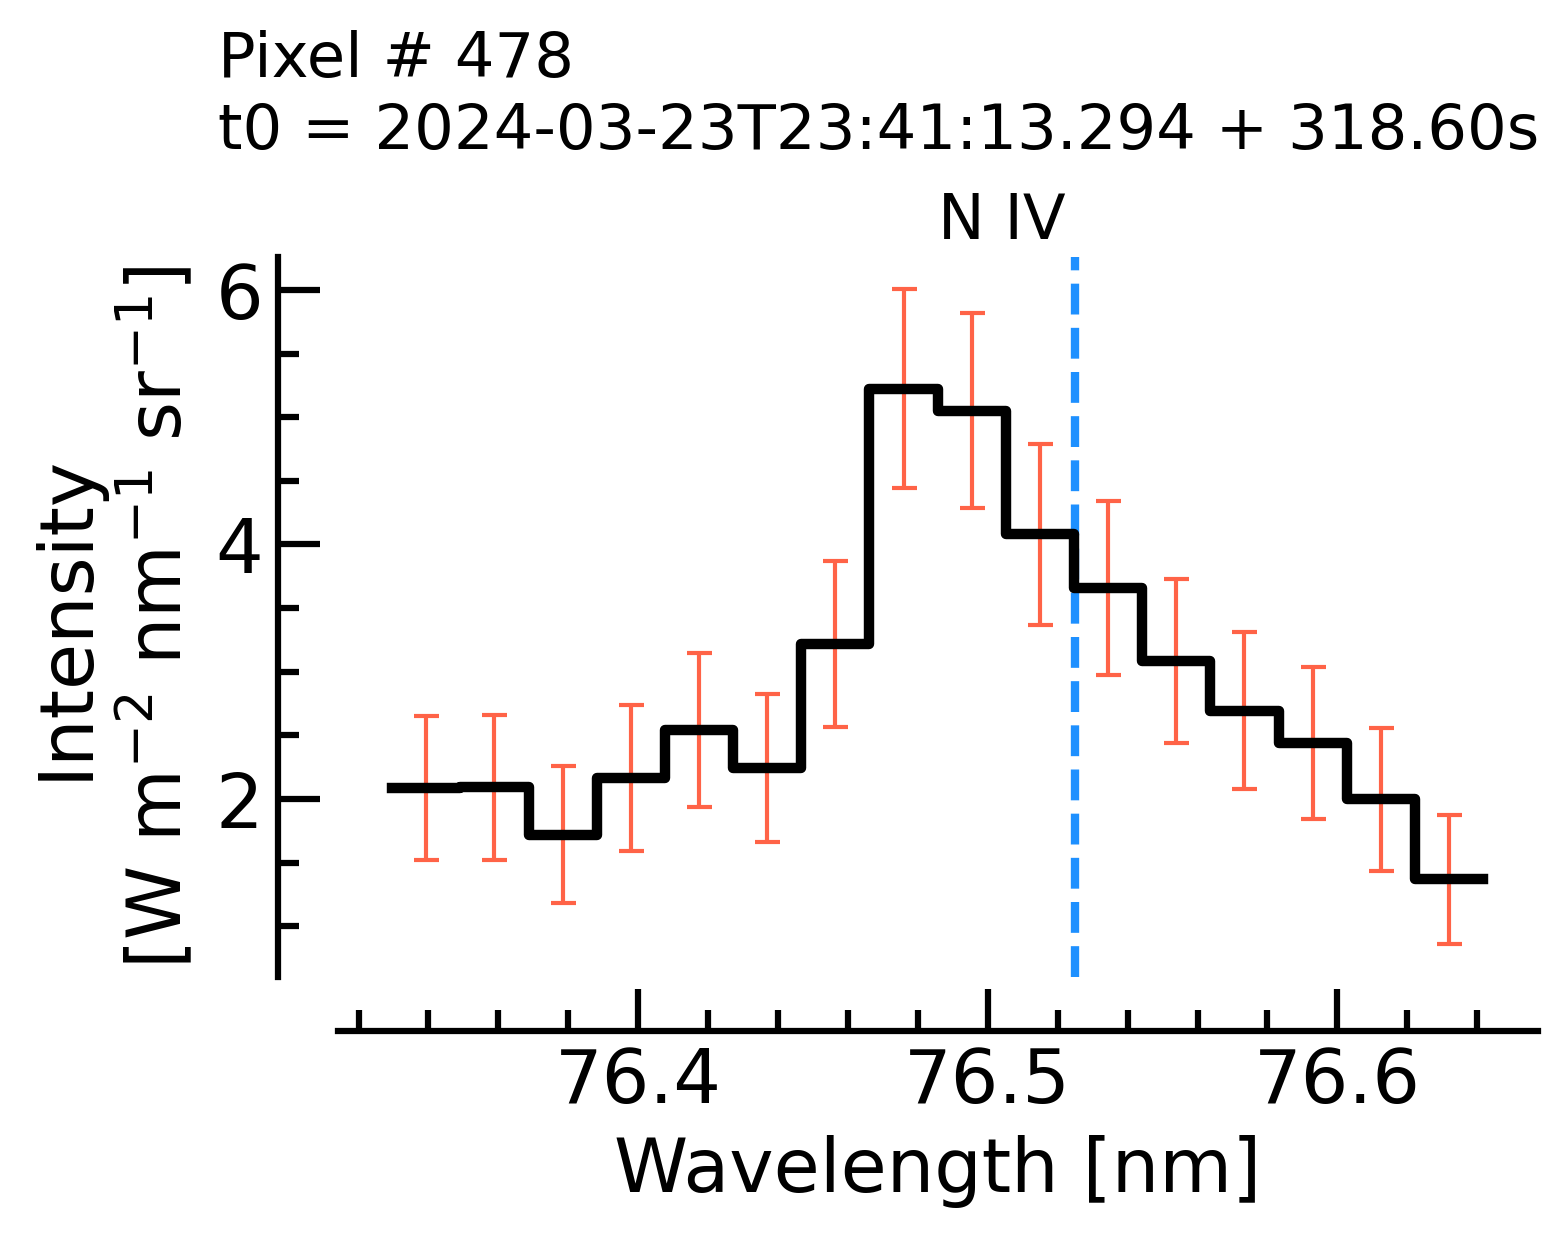 Pixel # 478
t0 = 2024-03-23T23:41:13.294 + 318.60s
N IV
Intensity
[W m⁻² nm⁻¹ sr⁻¹]
6
4
2
76.4 76.5 76.6
Wavelength [nm]